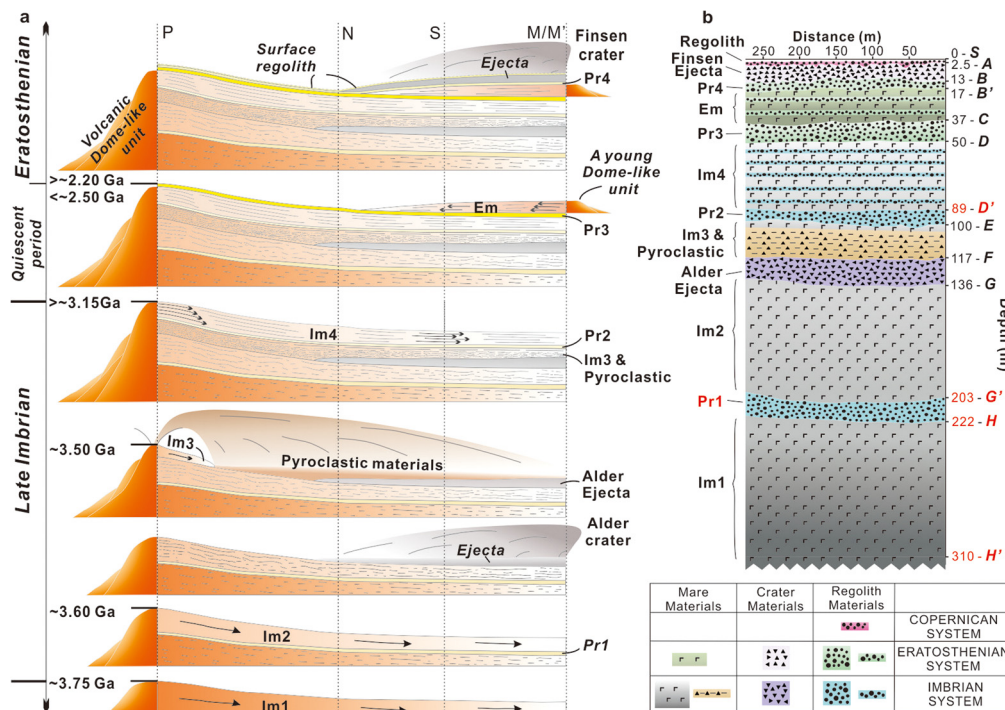 a
P
N
S
M/M'
Eratosthenian
Volcanic
Dome-like
unit
Surface
regolith
Ejecta
Finsen
crater
Pr4
>~2.20 Ga
<~2.50 Ga
Quiescent
period
A young
Dome-like
unit
Em
Pr3
>~3.15Ga
Late Imbrian
Im4
Pr2
Im3 &
Pyroclastic
~3.50 Ga
Im3
Pyroclastic materials
Alder
Ejecta
Alder
crater
Ejecta
~3.60 Ga
Im2
Pr1
~3.75 Ga
Im1
b
Distance (m)
250 200 150 100 50
Regolith
Finsen
Ejecta
Pr4
Em
Pr3
Im4
Pr2
Im3 &
Pyroclastic
Alder
Ejecta
Im2
Pr1
Im1
0 - S
2.5 - A
13 - B
17 - B'
37 - C
50 - D
89 - D'
100 - E
117 - F
136 - G
203 - G'
222 - H
310 - H'
Depth (m)
Mare
Materials
Crater
Materials
Regolith
Materials
COPERNICAN
SYSTEM
ERATOSTHENIAN
SYSTEM
IMBRIAN
SYSTEM